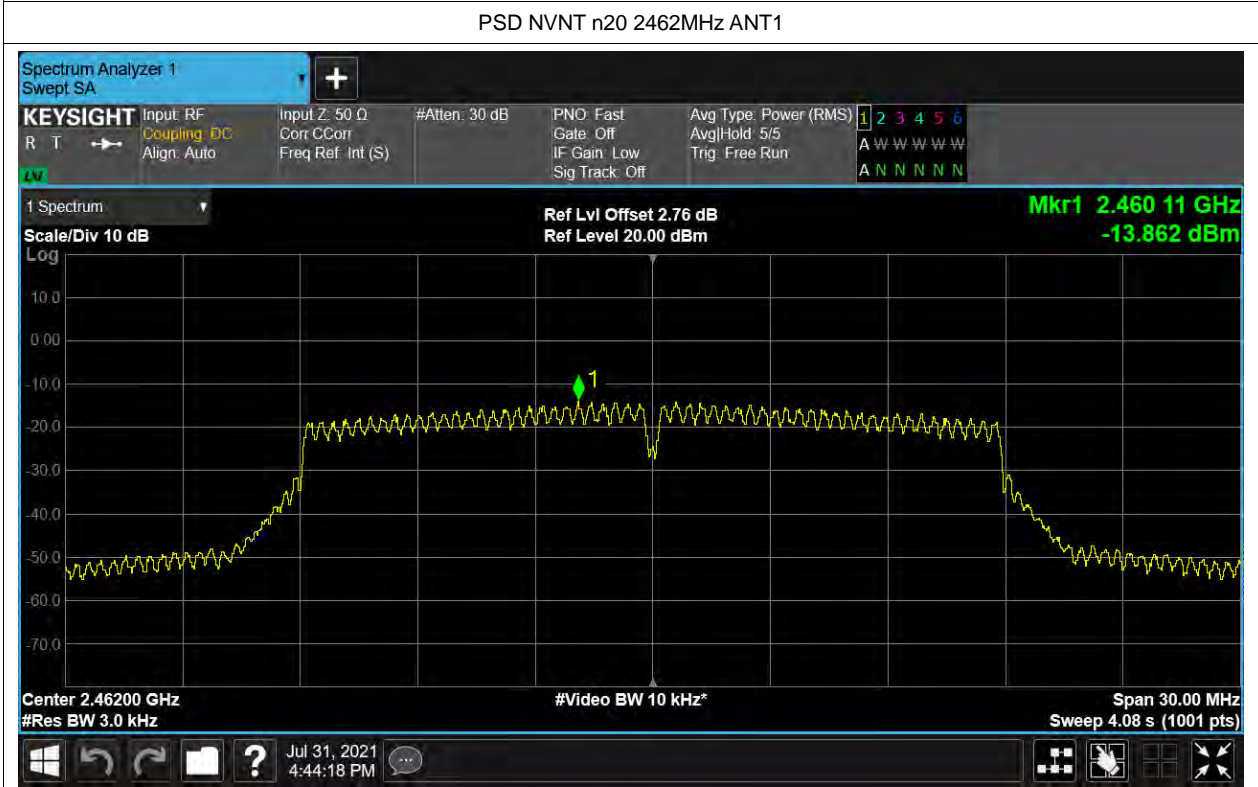 PSD NVNT n20 2462MHz ANT1
Spectrum Analyzer 1
Swept SA
+
KEYSIGHT
R T
Input: RF
Coupling: DC
Align: Auto
Input Z: 50 Ω
Corr CCorr
Freq Ref: Int (S)
#Atten: 30 dB
PNO: Fast
Gate: Off
IF Gain: Low
Sig Track: Off
Avg Type: Power (RMS)
Avg|Hold: 5/5
Trig: Free Run
1 2 3 4 5 6
A W W W W W
A N N N N N
1 Spectrum
Scale/Div 10 dB
Ref Lvl Offset 2.76 dB
Ref Level 20.00 dBm
Mkr1 2.460 11 GHz
-13.862 dBm
Log
10.0
0.00
-10.0
-20.0
-30.0
-40.0
-50.0
-60.0
-70.0
1
Center 2.46200 GHz
#Res BW 3.0 kHz
#Video BW 10 kHz*
Span 30.00 MHz
Sweep 4.08 s (1001 pts)
?
Jul 31, 2021
4:44:18 PM